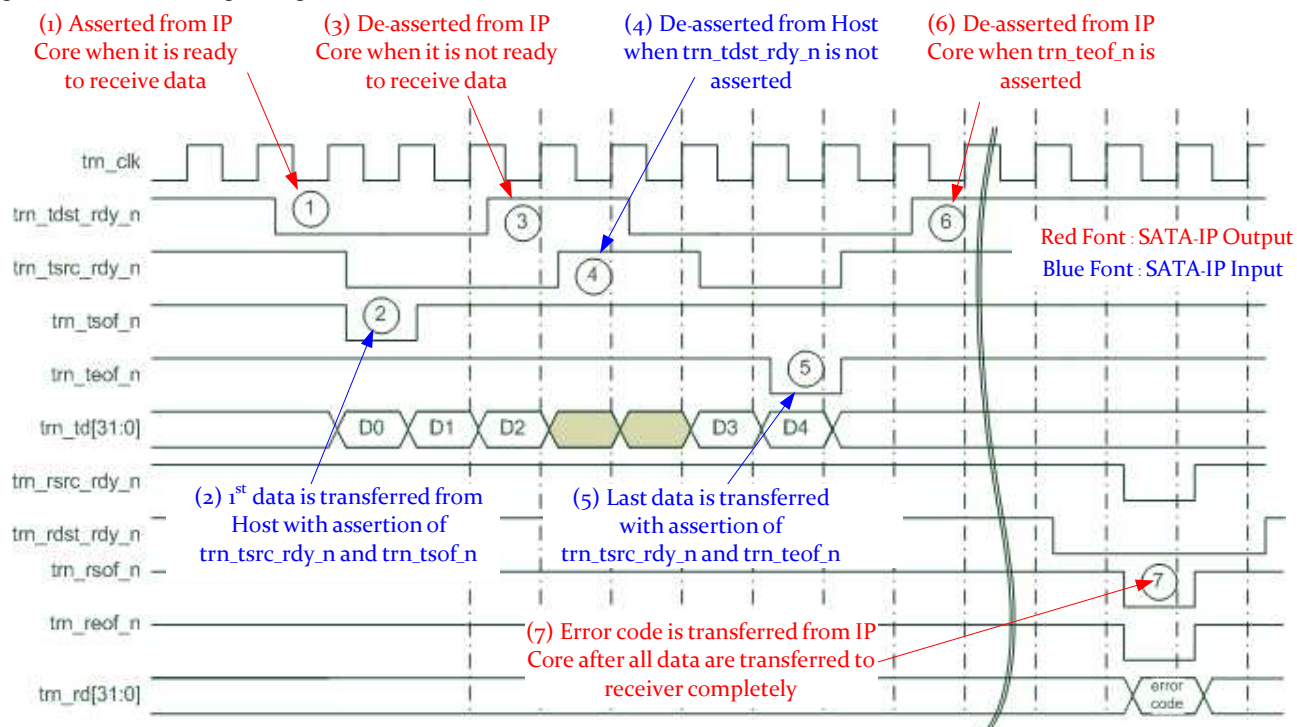 (1) Asserted from IP
Core when it is ready
to receive data
(3) De-asserted from IP
Core when it is not ready
to receive data
(4) De-asserted from Host
when trn_tdst_rdy_n is not
asserted
(6) De-asserted from IP
Core when trn_teof_n is
asserted
trn_clk
trn_tdst_rdy_n
1
3
6
Red Font : SATA-IP Output
Blue Font : SATA-IP Input
trn_tsrc_rdy_n
4
trn_tsof_n
2
trn_teof_n
5
trn_td[31:0]
D0
D1
D2
D3
D4
trn_rsrc_rdy_n
(2) 1st data is transferred from
Host with assertion of
trn_tsrc_rdy_n and trn_tsof_n
(5) Last data is transferred
with assertion of
trn_tsrc_rdy_n and trn_teof_n
trn_rdst_rdy_n
trn_rsof_n
7
trn_reof_n
(7) Error code is transferred from IP
Core after all data are transferred to
receiver completely
trn_rd[31:0]
error
code